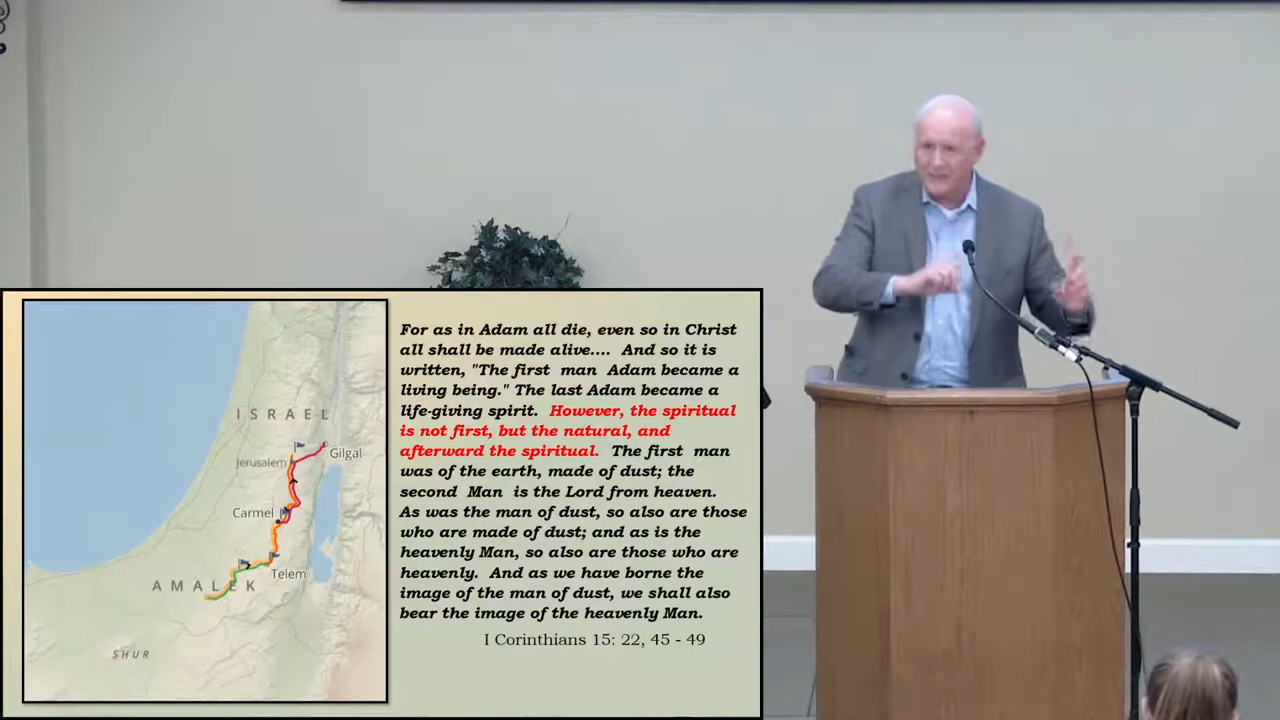 ISRAEL
Gilgal
Jerusalem
Carmel
Telem
AMALEK
SHUR
For as in Adam all die, even so in Christ
all shall be made alive.... And so it is
written, "The first man Adam became a
living being." The last Adam became a
life-giving spirit. However, the spiritual
is not first, but the natural, and
afterward the spiritual. The first man
was of the earth, made of dust; the
second Man is the Lord from heaven.
As was the man of dust, so also are those
who are made of dust; and as is the
heavenly Man, so also are those who are
heavenly. And as we have borne the
image of the man of dust, we shall also
bear the image of the heavenly Man.
I Corinthians 15: 22, 45 - 49